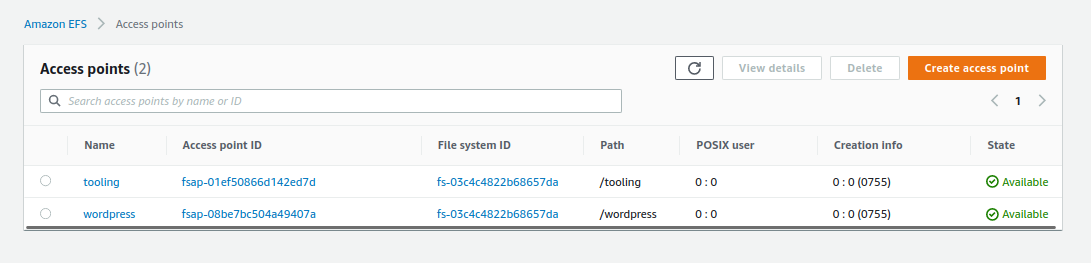 Amazon EFS > Access points
Access points (2)
View details
Delete
Create access point
Search access points by name or ID
1
Name Access point ID File system ID Path POSIX user Creation info State
tooling fsap-01ef50866d142ed7d fs-03c4c4822b68657da /tooling 0 : 0 0 : 0 (0755) Available
wordpress fsap-08be7bc504a49407a fs-03c4c4822b68657da /wordpress 0 : 0 0 : 0 (0755) Available